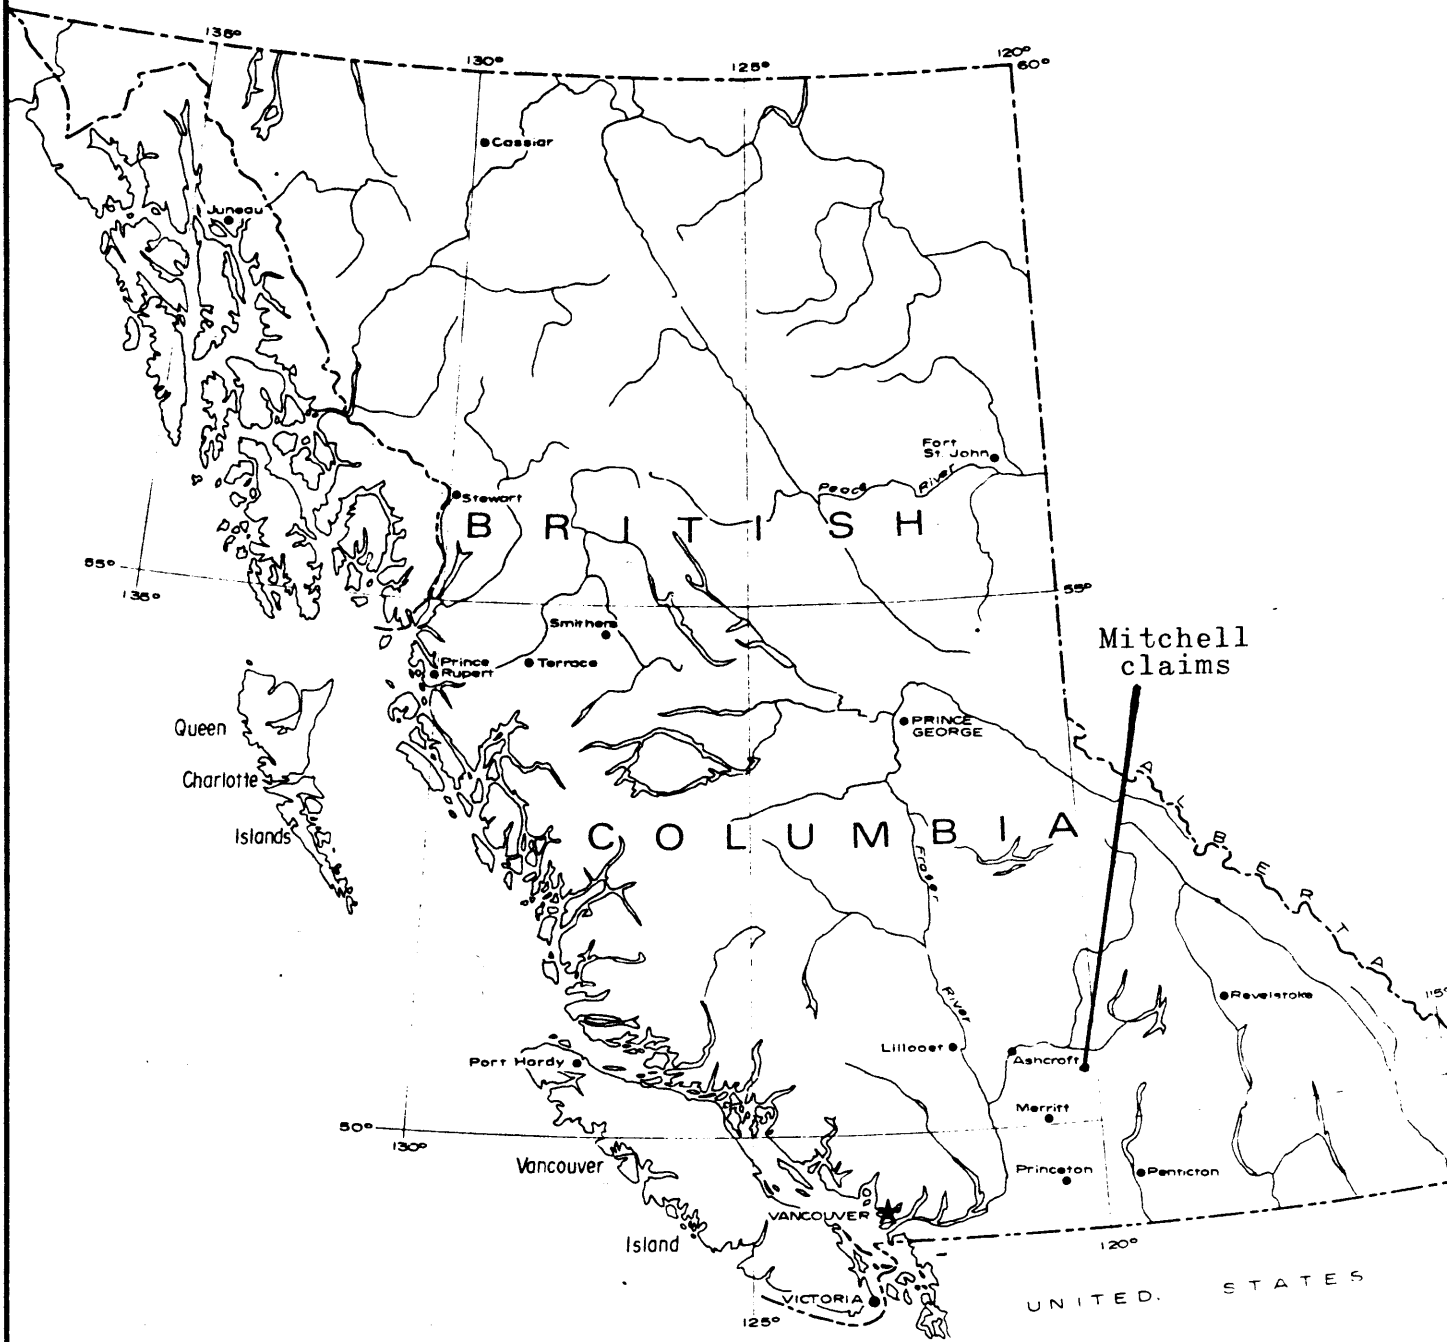 135°
130°
125°
120°
60°
Cassiar
Juneau
Fort
St. John
Peace
River
Stewart
BRITISH
55°
135°
55°
Smithers
Terrace
Prince
Rupert
Mitchell
claims
Queen
Charlotte
Islands
PRINCE
GEORGE
ALBERTA
COLUMBIA
Fraser
River
115°
Revelstoke
Lillooet
Ashcroft
Port Hardy
Merritt
50°
130°
Vancouver
Island
Princeton
Penticton
VANCOUVER
120°
VICTORIA
125°
UNITED. STATES